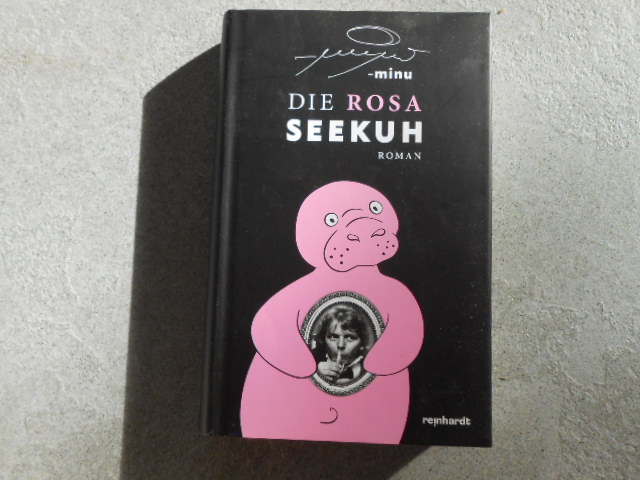 -minu
DIE ROSA
SEEKUH
ROMAN
reinhardt